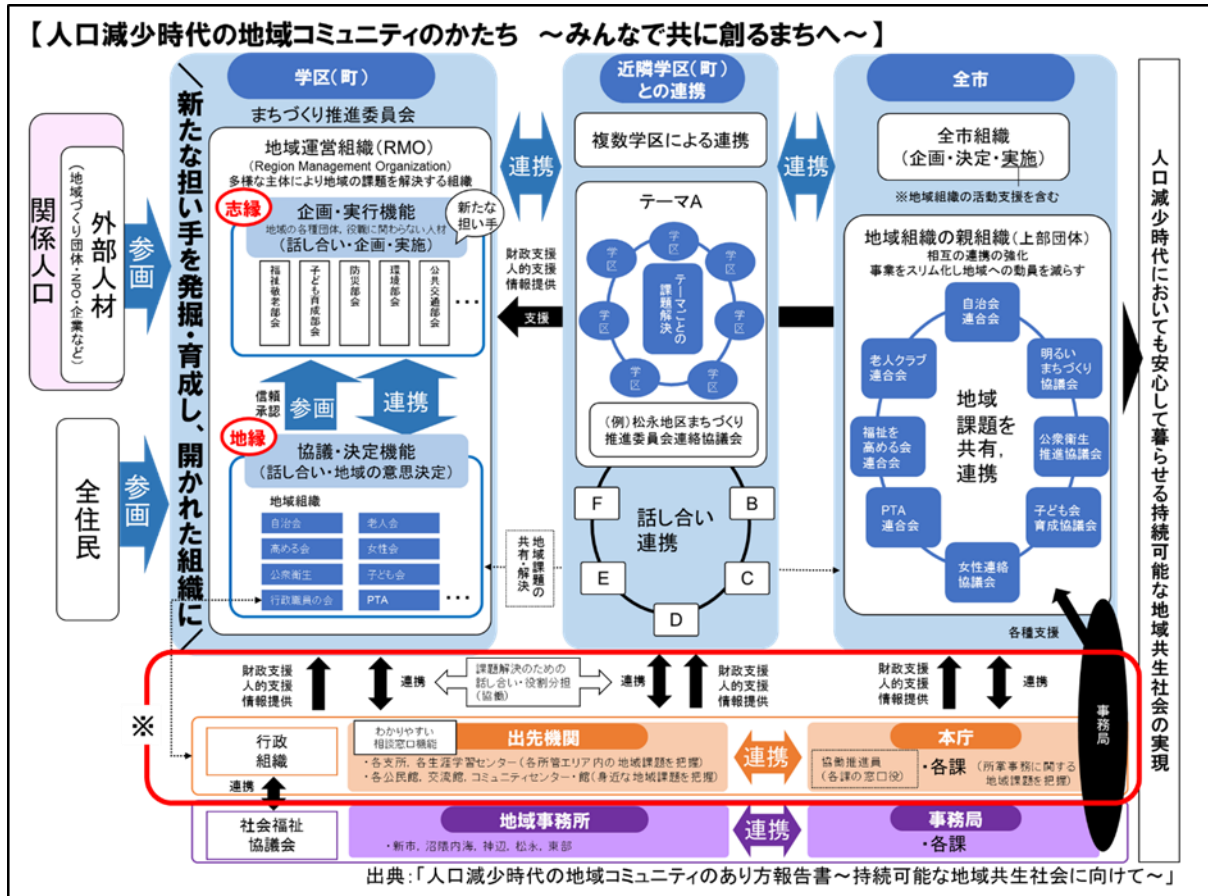 【人口減少時代の地域コミュニティのかたち ～みんなで共に創るまちへ～】
関係人口
外部人材
(地域づくり団体・NPO・企業など)
参画
全住民
参画
＼新たな担い手を発掘・育成し、開かれた組織に／
学区(町)
まちづくり推進委員会
地域運営組織(RMO)
(Region Management Organization)
多様な主体により地域の課題を解決する組織
志縁
企画・実行機能
地域の各種団体、役職に関わらない人材
(話し合い・企画・実施)
新たな
担い手
福祉敬老部会
子ども育成部会
防災部会
環境部会
公共交通部会
・・・
信頼
承認
参画
連携
地縁
協議・決定機能
(話し合い・地域の意思決定)
地域組織
自治会
老人会
高める会
女性会
公衆衛生
子ども会
行政職員の会
PTA
・・・
連携
財政支援
人的支援
情報提供
支援
地域課題の
共有・解決
近隣学区(町)
との連携
複数学区による連携
テーマA
学区
学区
学区
学区
学区
学区
学区
テーマごとの
課題解決
(例)松永地区まちづくり
推進委員会連絡協議会
F
B
話し合い
連携
E
C
D
連携
全市
全市組織
(企画・決定・実施)
※地域組織の活動支援を含む
地域組織の親組織(上部団体)
相互の連携の強化
事業をスリム化し地域への動員を減らす
自治会
連合会
老人クラブ
連合会
明るい
まちづくり
協議会
地域
課題を
共有,
連携
福祉を
高める会
連合会
公衆衛生
推進協議会
PTA
連合会
子ども会
育成協議会
女性連絡
協議会
各種支援
事務局
人口減少時代においても安心して暮らせる持続可能な地域共生社会の実現
※
財政支援
人的支援
情報提供
連携
課題解決のための
話し合い・役割分担
(協働)
連携
財政支援
人的支援
情報提供
財政支援
人的支援
情報提供
連携
行政
組織
わかりやすい
相談窓口機能
出先機関
・各支所、各生涯学習センター(各所管エリア内の地域課題を把握)
・各公民館、交流館、コミュニティセンター・館(身近な地域課題を把握)
連携
本庁
協働推進員
(各課の窓口役)
・各課
(所掌事務に関する
地域課題を把握)
連携
社会福祉
協議会
地域事務所
・新市、沼隈内海、神辺、松永、東部
連携
事務局
・各課
出典:「人口減少時代の地域コミュニティのあり方報告書～持続可能な地域共生社会に向けて～」